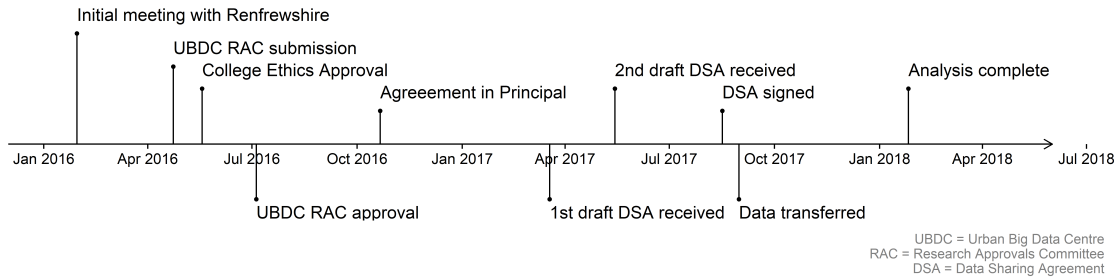 Initial meeting with Renfrewshire
UBDC RAC submission
College Ethics Approval
2nd draft DSA received
Analysis complete
Agreeement in Principal
DSA signed
Jan 2016
Apr 2016
Jul 2016
Oct 2016
Jan 2017
Apr 2017
Jul 2017
Oct 2017
Jan 2018
Apr 2018
Jul 2018
UBDC RAC approval
1st draft DSA received
Data transferred
UBDC = Urban Big Data Centre
RAC = Research Approvals Committee
DSA = Data Sharing Agreement